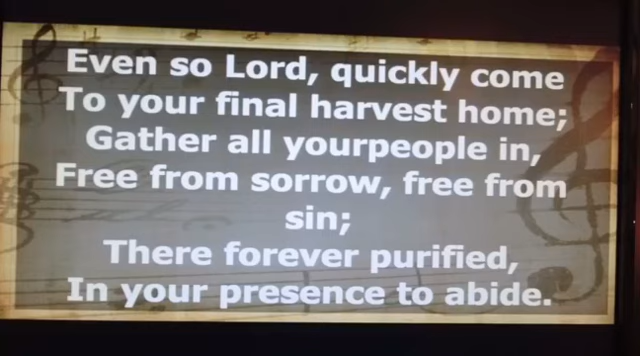 Even so Lord, quickly come
To your final harvest home;
Gather all yourpeople in,
Free from sorrow, free from
sin;
There forever purified,
In your presence to abide.